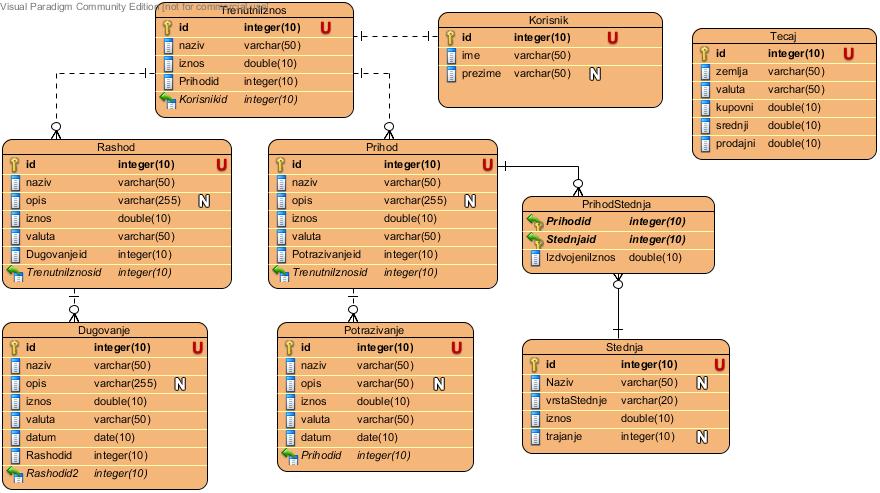 Visual Paradigm Community Edition [not for commercial use]
TrenutniIznos
id integer(10) U
naziv varchar(50)
iznos double(10)
Prihodid integer(10)
Korisnikid integer(10)
Korisnik
id integer(10) U
ime varchar(50)
prezime varchar(50) N
Tecaj
id integer(10) U
zemlja varchar(50)
valuta varchar(50)
kupovni double(10)
srednji double(10)
prodajni double(10)
Rashod
id integer(10) U
naziv varchar(50)
opis varchar(255) N
iznos double(10)
valuta varchar(50)
Dugovanjeid integer(10)
TrenutniIznosid integer(10)
Prihod
id integer(10) U
naziv varchar(50)
opis varchar(255) N
iznos double(10)
valuta varchar(50)
Potrazivanjeid integer(10)
TrenutniIznosid integer(10)
PrihodStednja
Prihodid integer(10)
Stednjaid integer(10)
IzdvojeniIznos double(10)
Dugovanje
id integer(10) U
naziv varchar(50)
opis varchar(255) N
iznos double(10)
valuta varchar(50)
datum date(10)
Rashodid integer(10)
Rashodid2 integer(10)
Potrazivanje
id integer(10) U
naziv varchar(50)
opis varchar(50) N
iznos double(10)
valuta varchar(50)
datum date(10)
Prihodid integer(10)
Stednja
id integer(10) U
Naziv varchar(50) N
vrstaStednje varchar(20)
iznos double(10)
trajanje integer(10) N